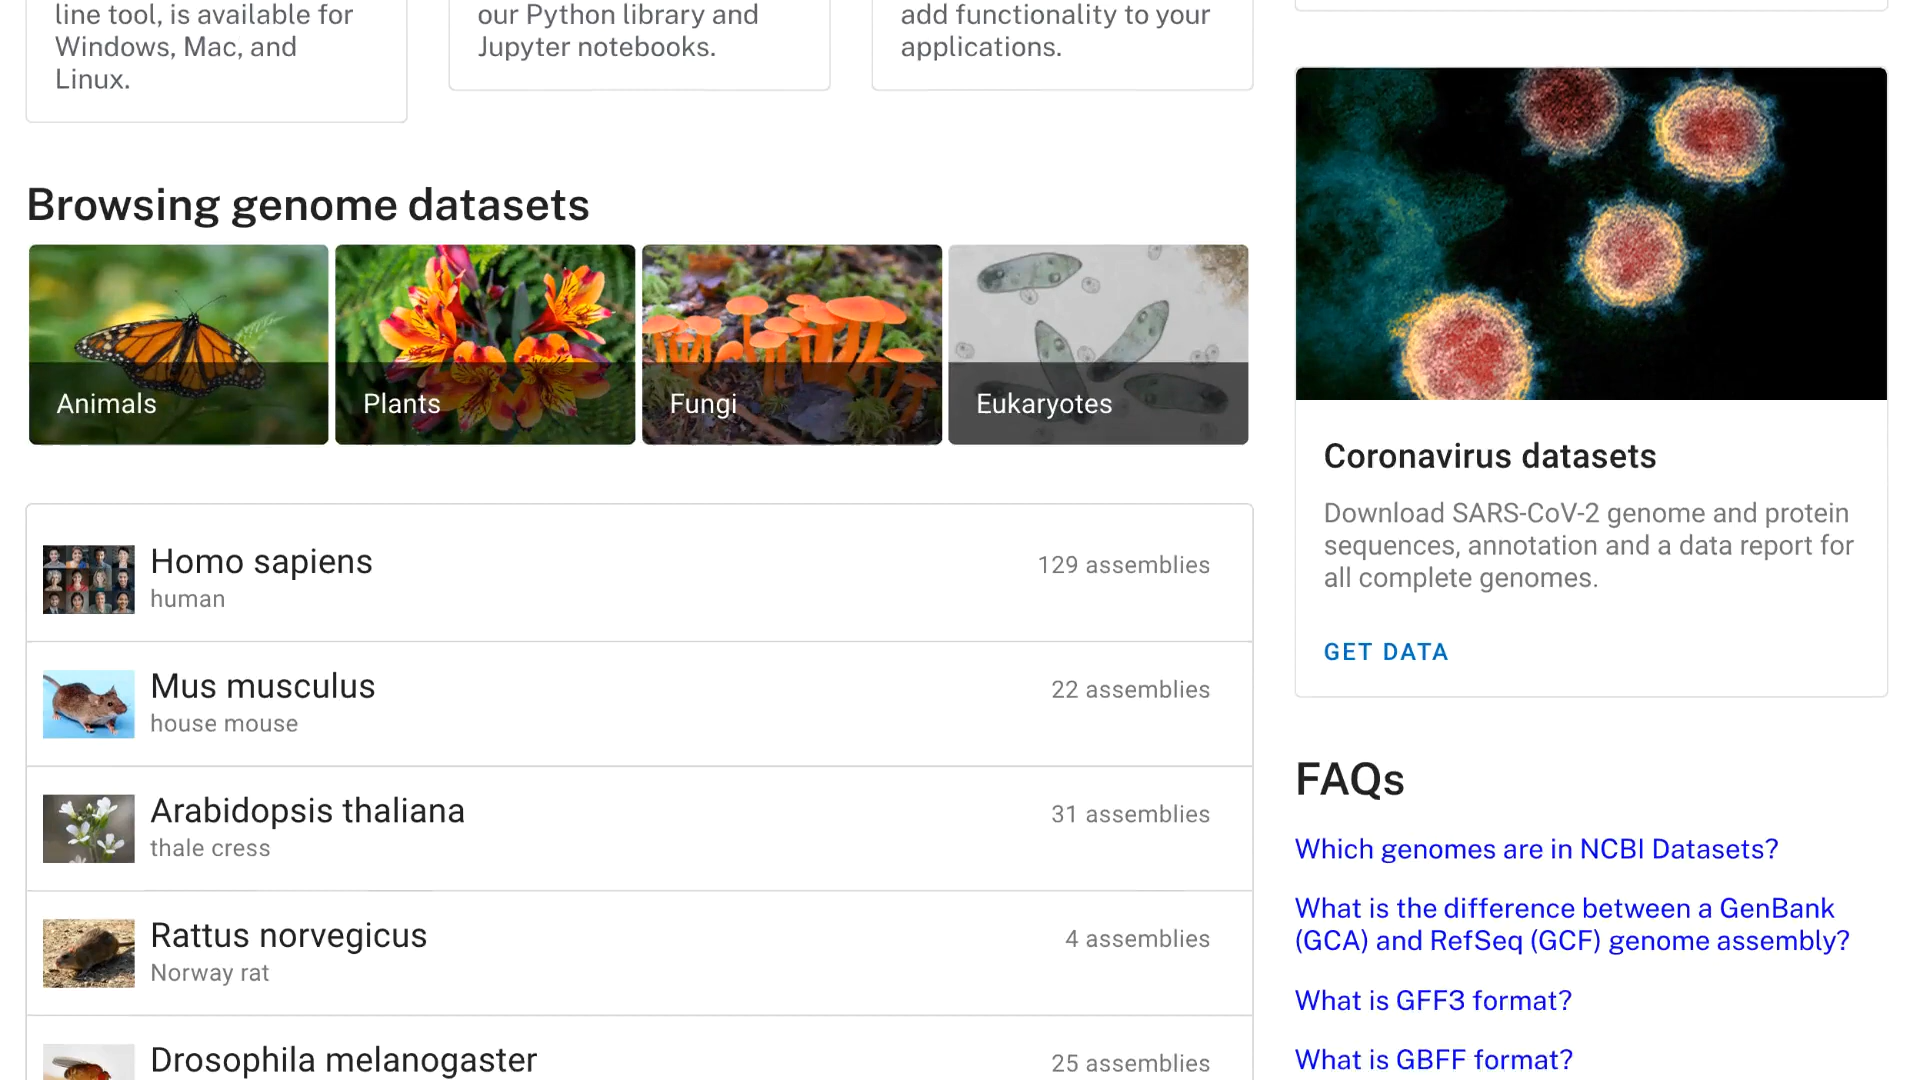 line tool, is available for
Windows, Mac, and
Linux.
our Python library and
Jupyter notebooks.
add functionality to your
applications.
Browsing genome datasets
Animals
Plants
Fungi
Eukaryotes
Homo sapiens
human
129 assemblies
Mus musculus
house mouse
22 assemblies
Arabidopsis thaliana
thale cress
31 assemblies
Rattus norvegicus
Norway rat
4 assemblies
Drosophila melanogaster
25 assemblies
Coronavirus datasets
Download SARS-CoV-2 genome and protein
sequences, annotation and a data report for
all complete genomes.
GET DATA
FAQs
Which genomes are in NCBI Datasets?
What is the difference between a GenBank
(GCA) and RefSeq (GCF) genome assembly?
What is GFF3 format?
What is GBFF format?